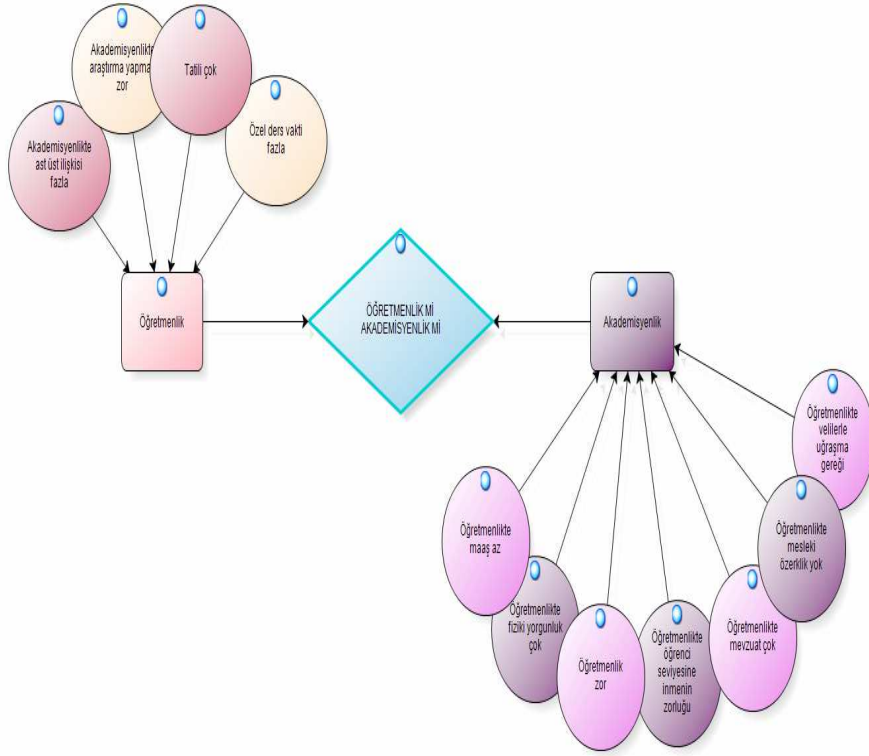 Akademisyenlikte
araştırma yapma
zor
Tatili çok
Akademisyenlikte
ast üst ilişkisi
fazla
Özel ders vakti
fazla
Öğretmenlik
ÖĞRETMENLİK Mİ
AKADEMİSYENLİK Mİ
Akademisyenlik
Öğretmenlikte
velilerle
uğraşma
gereği
Öğretmenlikte
mesleki
özerklik yok
Öğretmenlikte
maaş az
Öğretmenlikte
fiziki yorgunluk
çok
Öğretmenlik
zor
Öğretmenlikte
öğrenci
seviyesine
inmenin
zorluğu
Öğretmenlikte
mevzuat çok